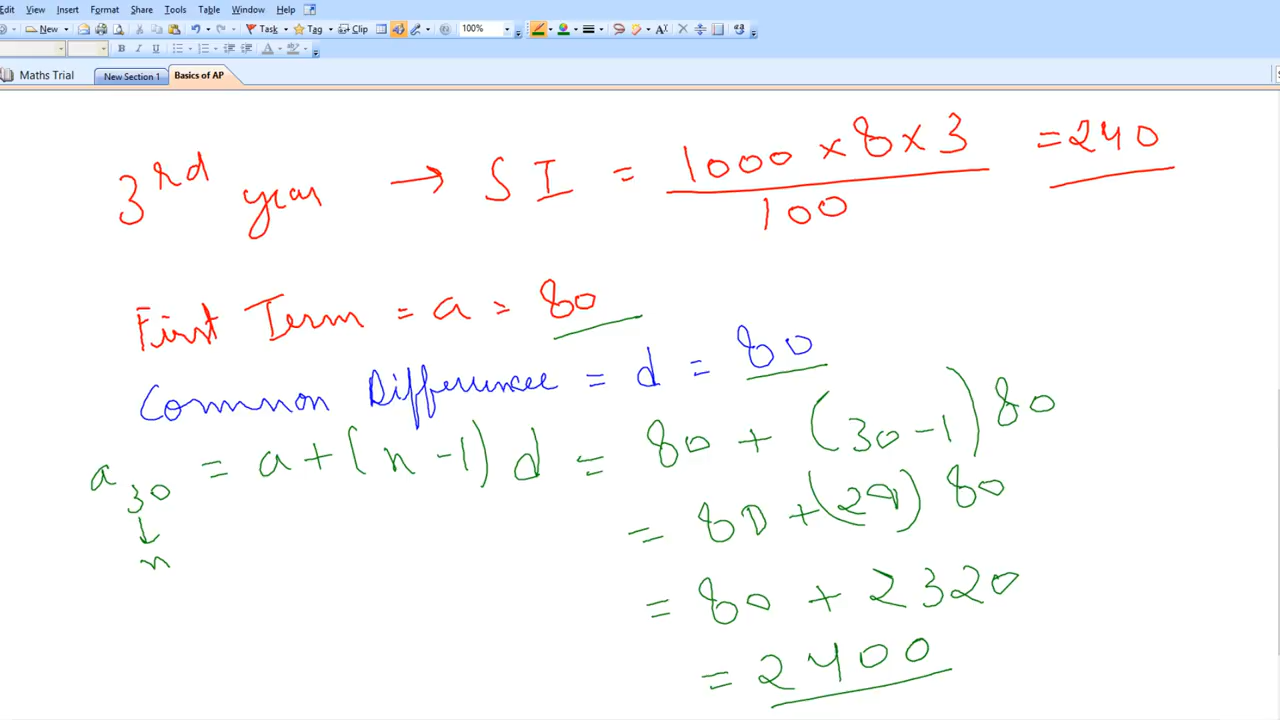 Edit View Insert Format Share Tools Table Window Help
New Task Tag Clip 100%
B I U A
Maths Trial New Section 1 Basics of AP
3rd year → S I = 1000 × 8 × 3 / 100 = 240
First Term = a = 80
Common Difference = d = 80
a30 = a + (n - 1) d = 80 + (30 - 1) 80
n
= 80 + (29) 80
= 80 + 2320
= 2400